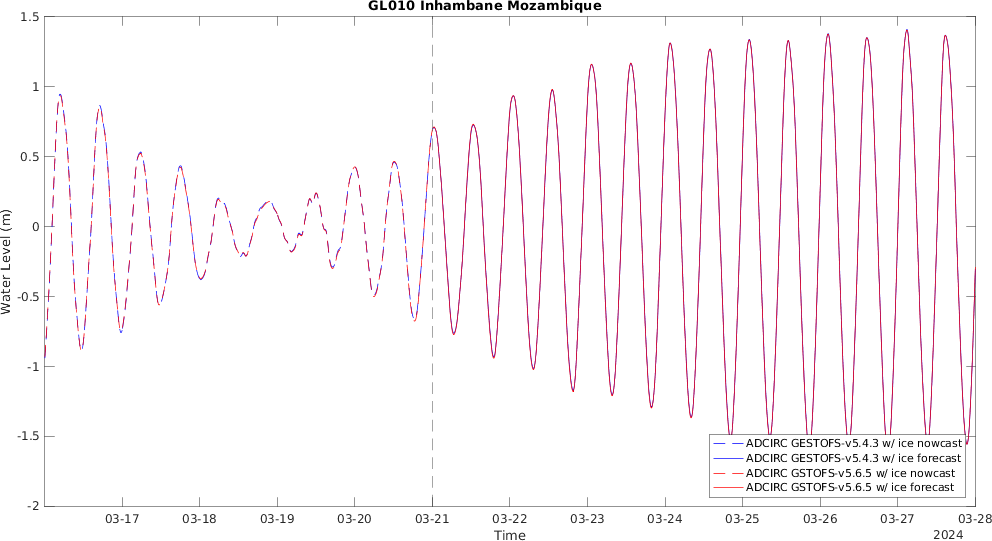 GL010 Inhambane Mozambique
1.5
1
0.5
0
-0.5
-1
-1.5
-2
Water Level (m)
ADCIRC GESTOFS-v5.4.3 w/ ice nowcast
ADCIRC GESTOFS-v5.4.3 w/ ice forecast
ADCIRC GSTOFS-v5.6.5 w/ ice nowcast
ADCIRC GSTOFS-v5.6.5 w/ ice forecast
03-17 03-18 03-19 03-20 03-21 03-22 03-23 03-24 03-25 03-26 03-27 03-28
Time
2024